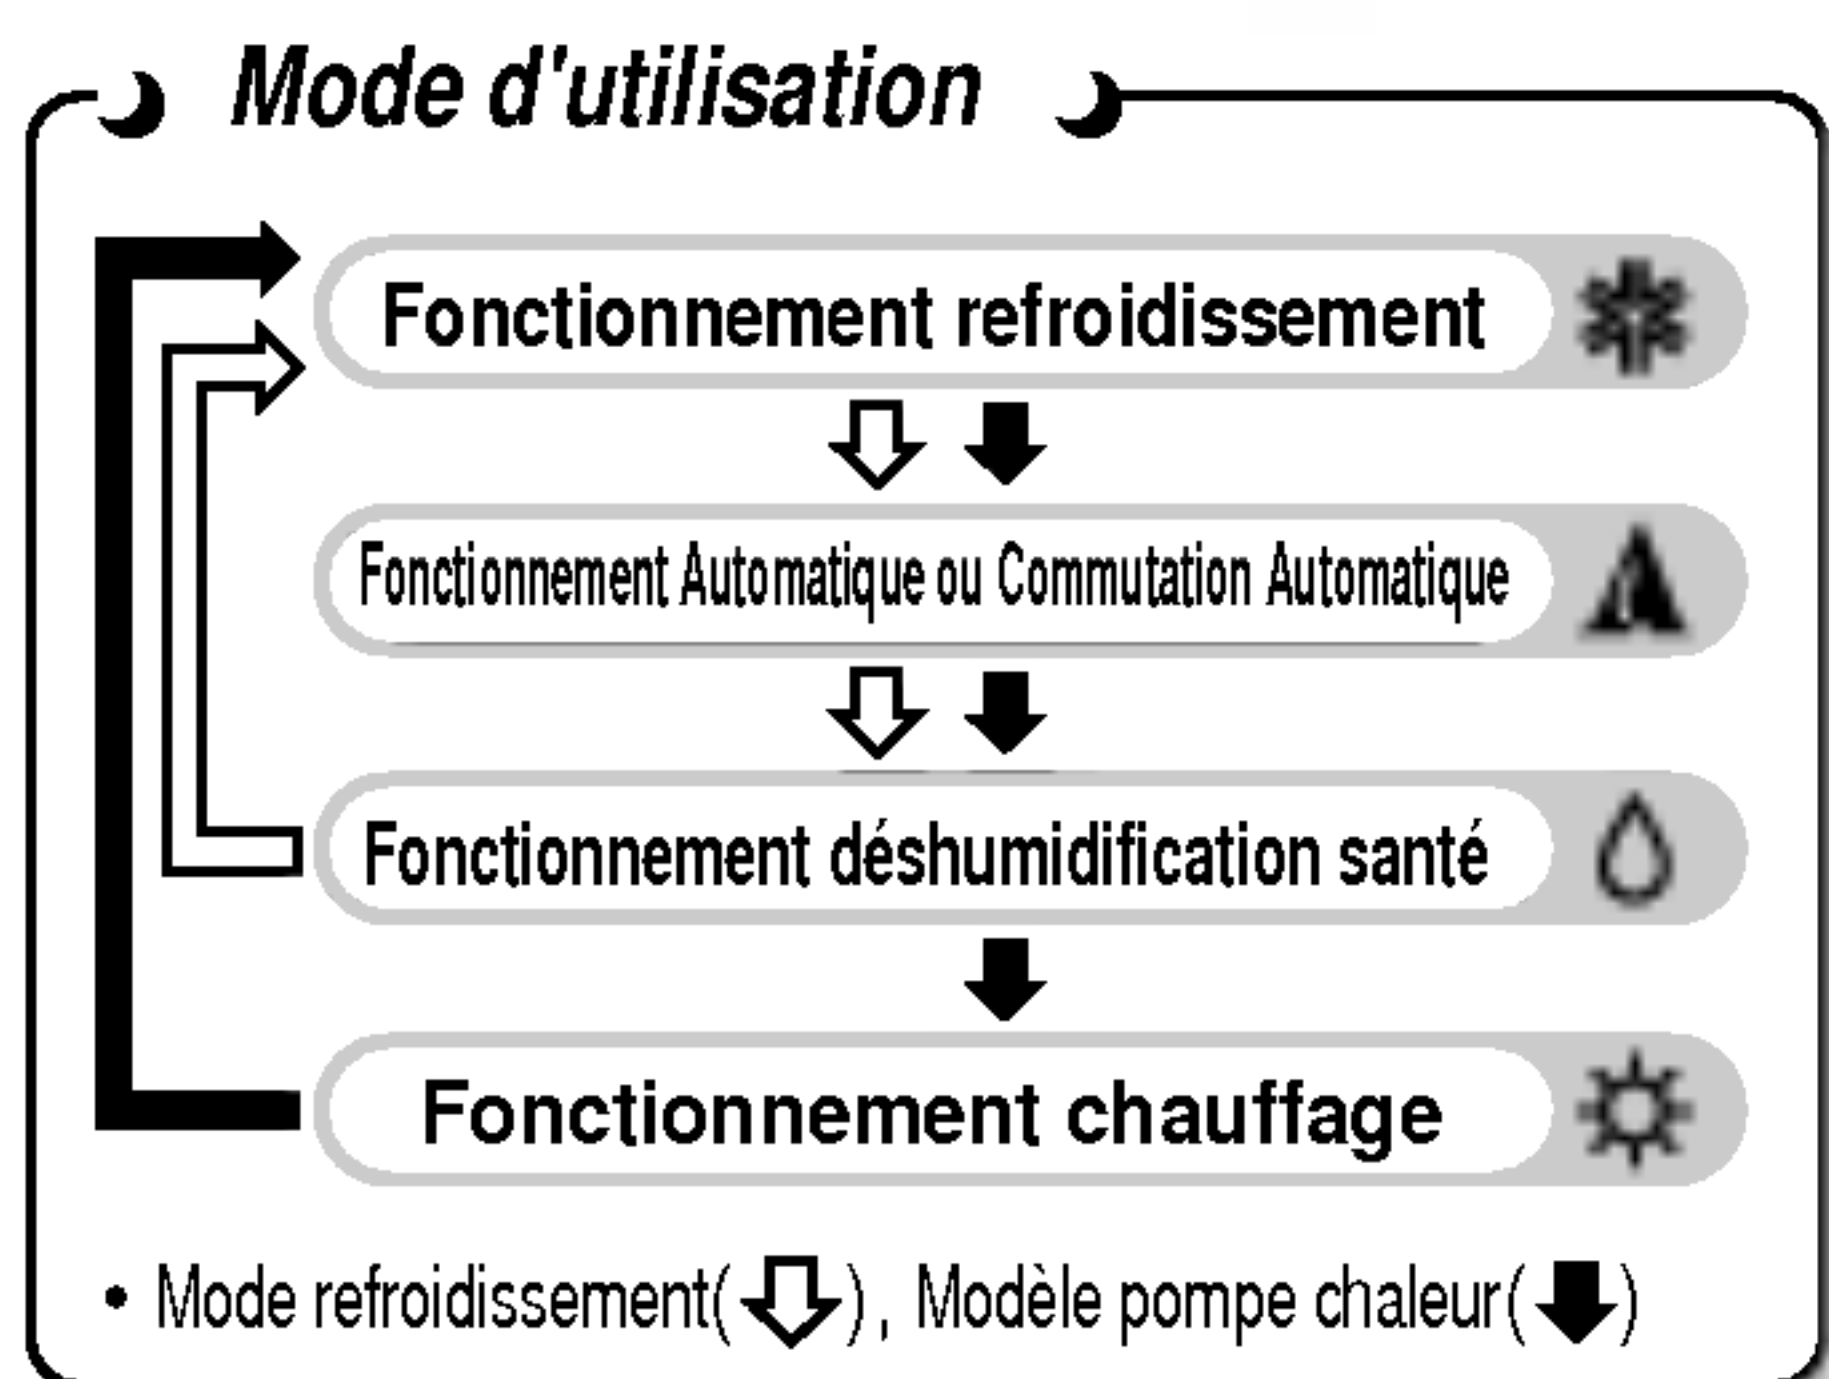 Mode d'utilisation
Fonctionnement refroidissement
Fonctionnement Automatique ou Commutation Automatique
Fonctionnement déshumidification santé
Fonctionnement chauffage
• Mode refroidissement( ), Modèle pompe chaleur( )